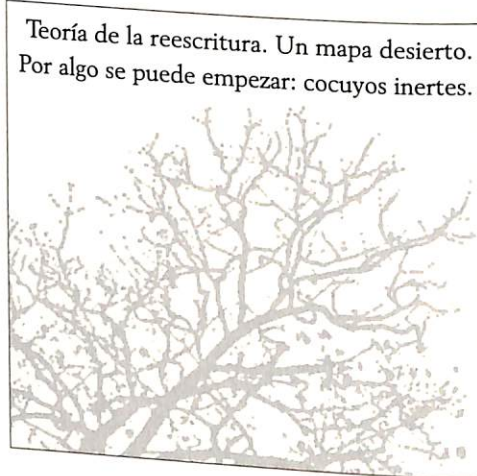 Teoría de la reescritura. Un mapa desierto.
Por algo se puede empezar: cocuyos inertes.